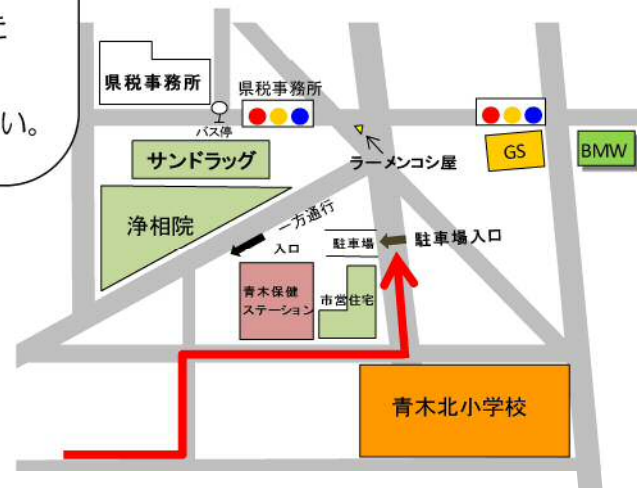 い。
県税事務所
県税事務所
バス停
サンドラッグ
ラーメンコシ屋
GS
BMW
浄相院
一方通行
入口
駐車場
駐車場入口
青木保健
ステーション
市営住宅
青木北小学校